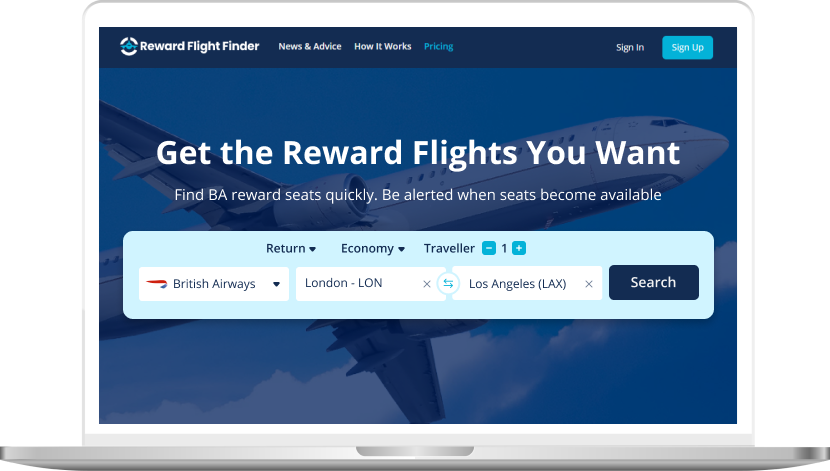 Reward Flight Finder News & Advice How It Works Pricing Sign In Sign Up
Get the Reward Flights You Want
Find BA reward seats quickly. Be alerted when seats become available
Return Economy Traveller − 1 +
British Airways London - LON × Los Angeles (LAX) × Search